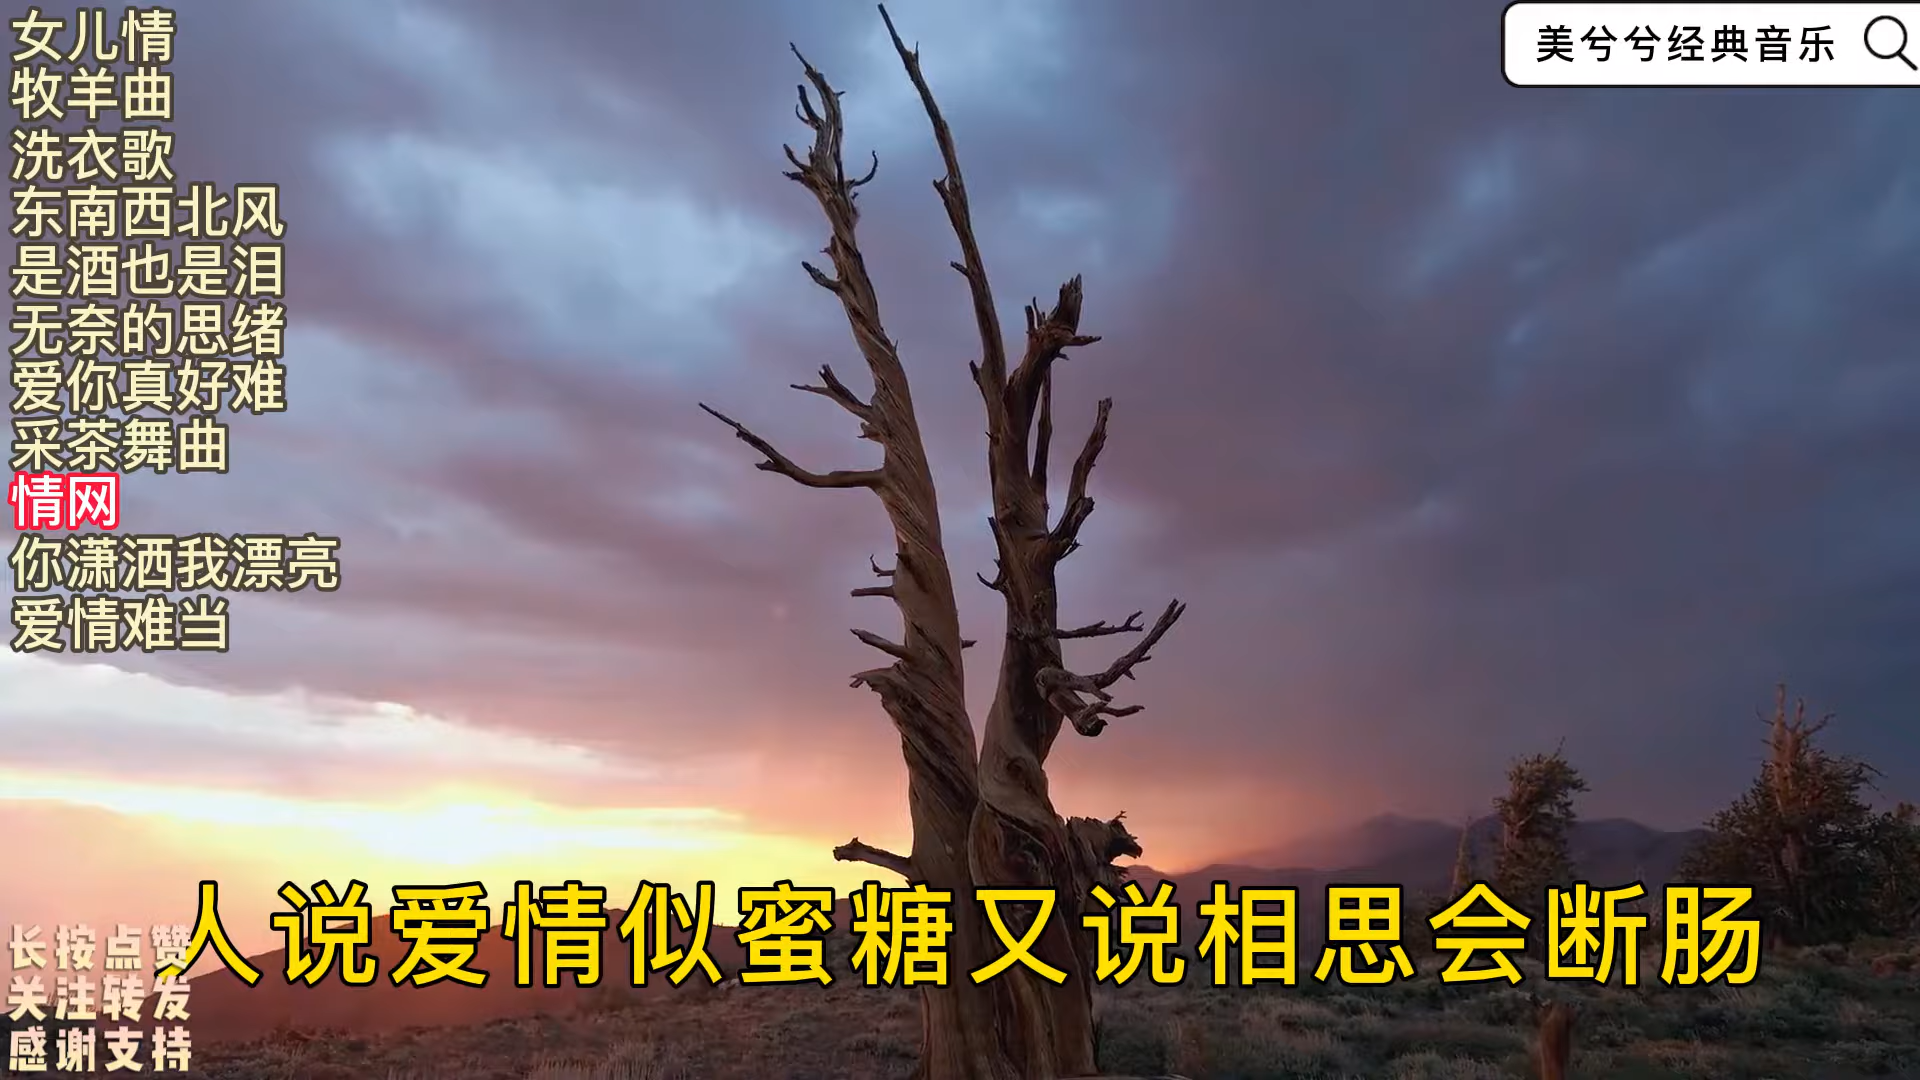 女儿情
牧羊曲
洗衣歌
东南西北风
是酒也是泪
无奈的思绪
爱你真好难
采茶舞曲
情网
你潇洒我漂亮
爱情难当
美兮兮经典音乐
人说爱情似蜜糖又说相思会断肠
长按点赞
关注转发
感谢支持